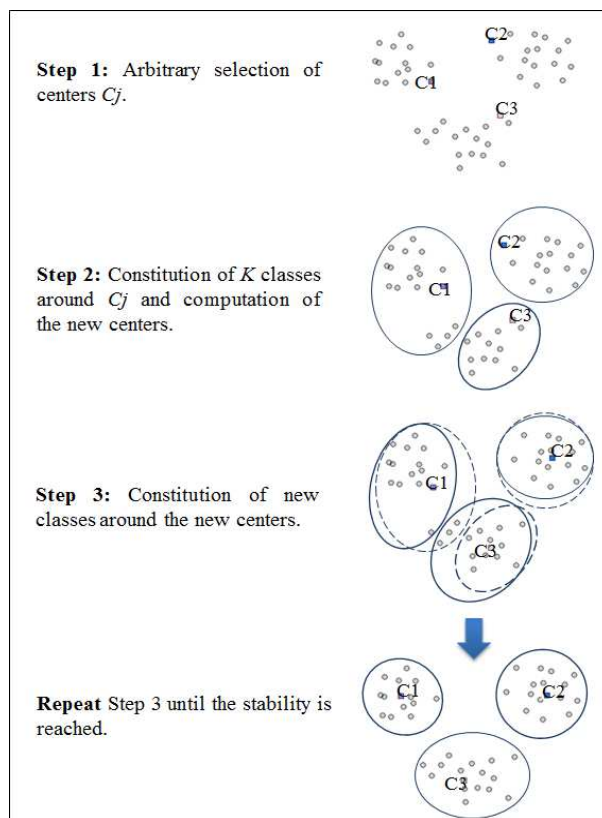 Step 1: Arbitrary selection of
centers Cj.
C2
C1
C3
Step 2: Constitution of K classes
around Cj and computation of
the new centers.
C2
C1
C3
Step 3: Constitution of new
classes around the new centers.
C2
C1
C3
Repeat Step 3 until the stability is
reached.
C1
C2
C3